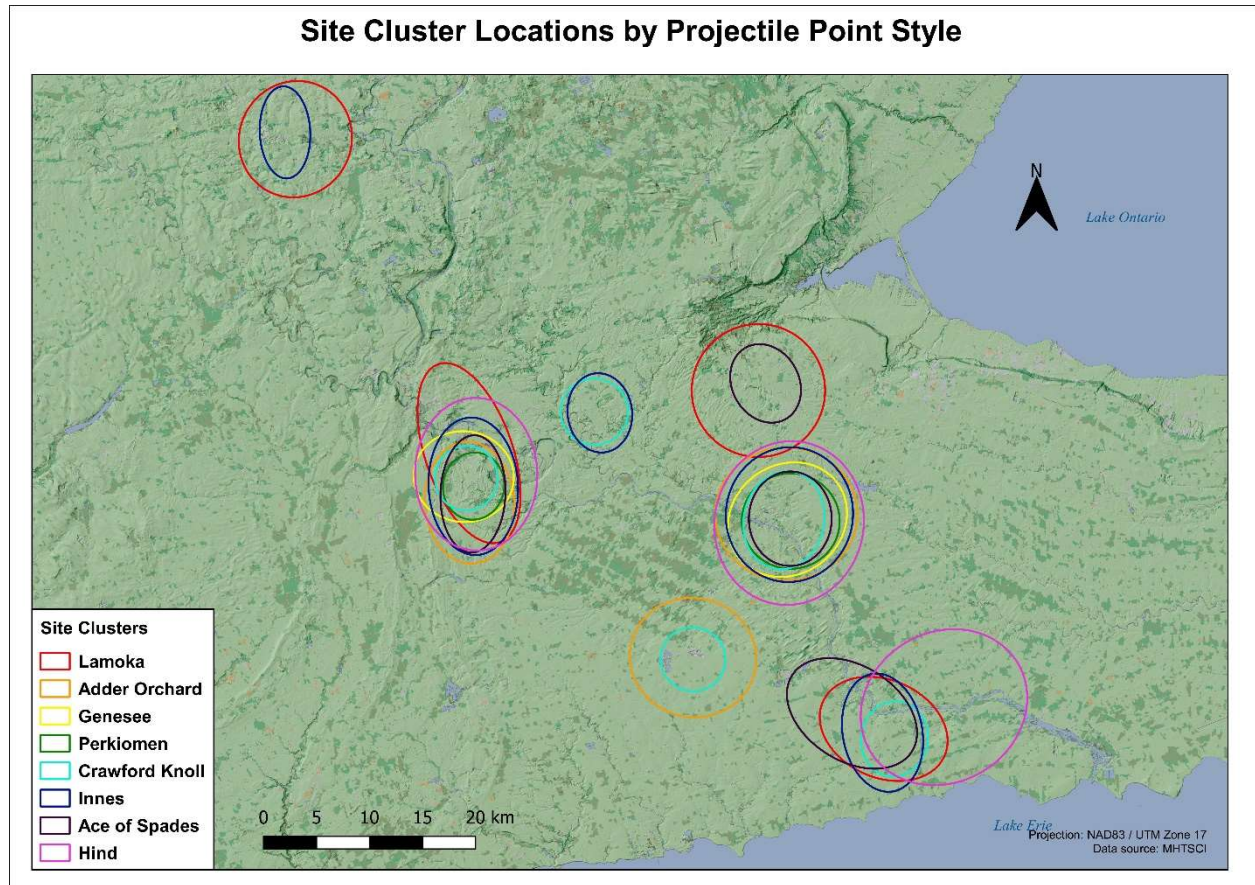 Site Cluster Locations by Projectile Point Style
N
Lake Ontario
Site Clusters
Lamoka
Adder Orchard
Genesee
Perkiomen
Crawford Knoll
Innes
Ace of Spades
Hind
0 5 10 15 20 km
Lake Erie
Projection: NAD83 / UTM Zone 17
Data source: MHTSCI